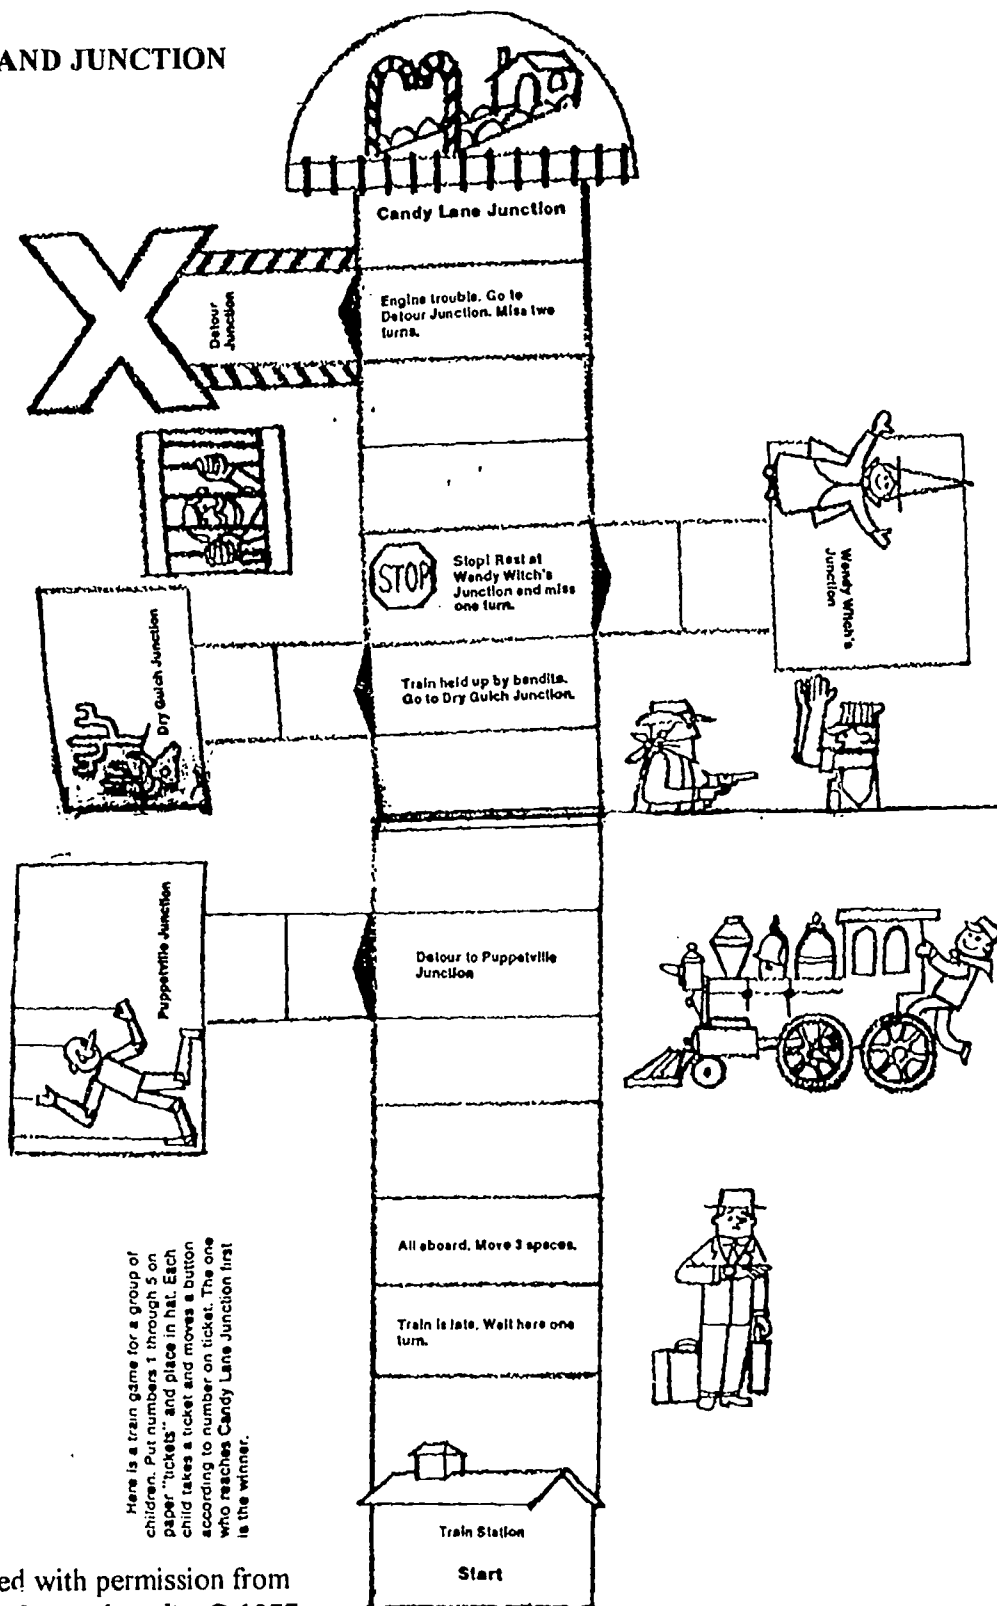 AND JUNCTION
Candy Lane Junction
Detour
Junction
Engine trouble. Go to
Detour Junction. Miss two
turns.
STOP
Stop! Rest at
Wendy Witch's
Junction and miss
one turn.
Wendy Witch's
Junction
Dry Gulch Junction
Train held up by bandits.
Go to Dry Gulch Junction.
Puppetville Junction
Detour to Puppetville
Junction
All aboard. Move 3 spaces.
Train is late. Wait here one
turn.
Here is a train game for a group of
children. Put numbers 1 through 5 on
paper "tickets" and place in hat. Each
child takes a ticket and moves a button
according to number on ticket. The one
who reaches Candy Lane Junction first
is the winner.
Train Station
Start
ed with permission from